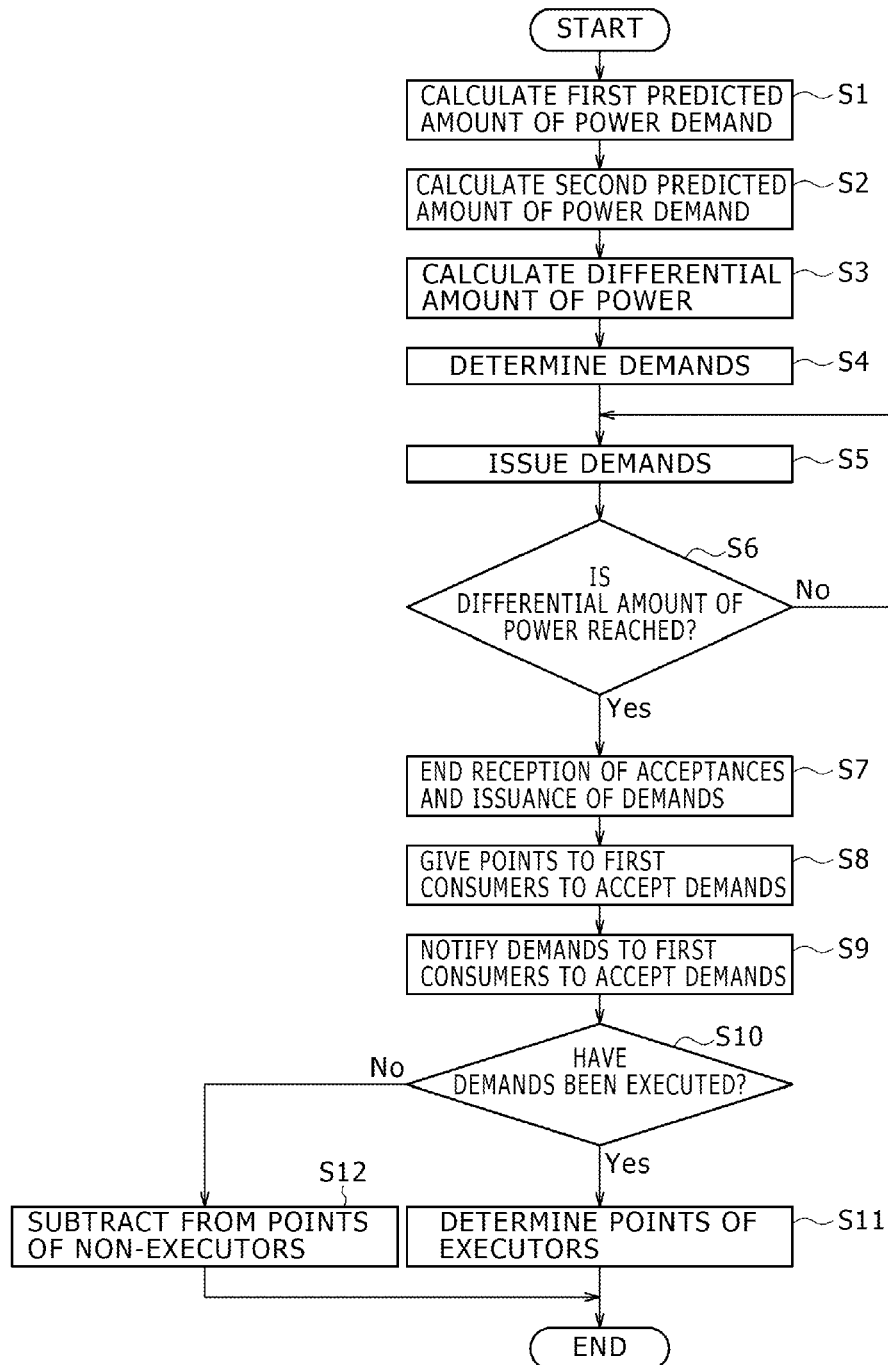 START
CALCULATE FIRST PREDICTED
AMOUNT OF POWER DEMAND
S1
CALCULATE SECOND PREDICTED
AMOUNT OF POWER DEMAND
S2
CALCULATE DIFFERENTIAL
AMOUNT OF POWER
S3
DETERMINE DEMANDS
S4
ISSUE DEMANDS
S5
S6
IS
DIFFERENTIAL AMOUNT OF
POWER REACHED?
No
Yes
END RECEPTION OF ACCEPTANCES
AND ISSUANCE OF DEMANDS
S7
GIVE POINTS TO FIRST
CONSUMERS TO ACCEPT DEMANDS
S8
NOTIFY DEMANDS TO FIRST
CONSUMERS TO ACCEPT DEMANDS
S9
S10
HAVE
DEMANDS BEEN EXECUTED?
No
Yes
S12
SUBTRACT FROM POINTS
OF NON-EXECUTORS
DETERMINE POINTS OF
EXECUTORS
S11
END